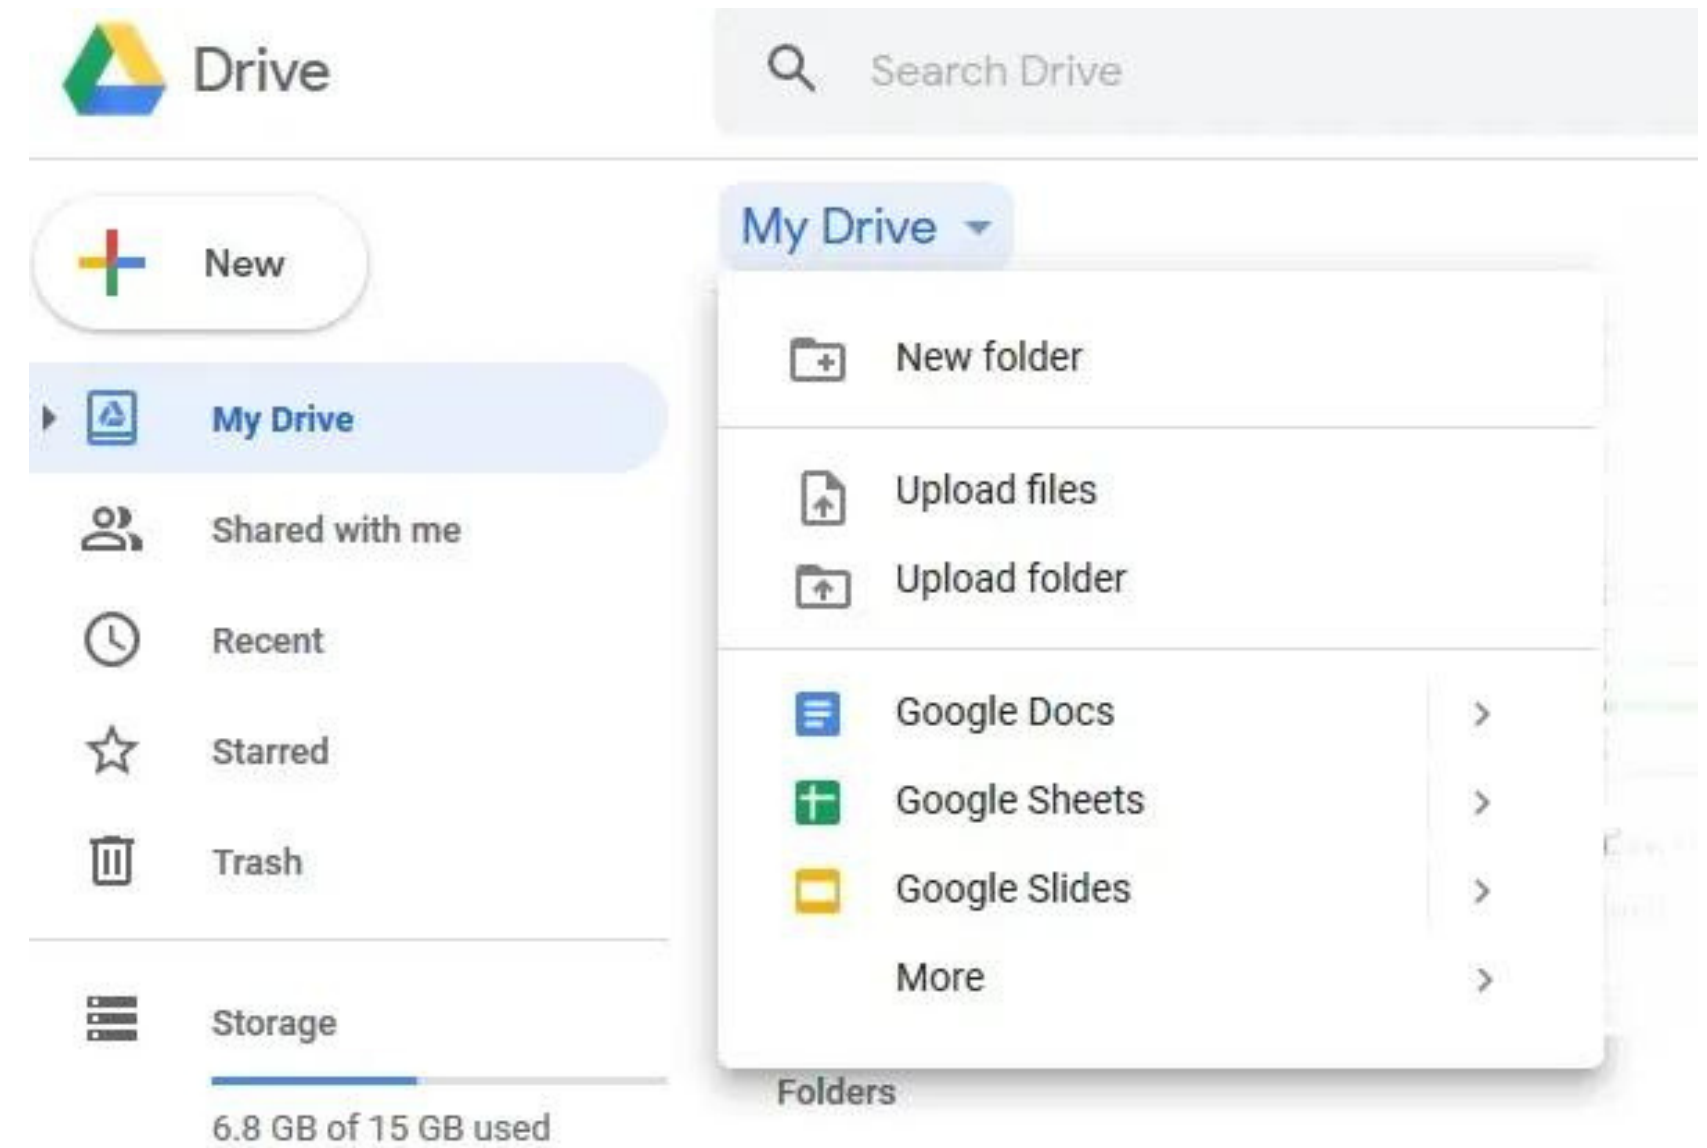 Drive
Search Drive
New
My Drive
Shared with me
Recent
Starred
Trash
Storage
6.8 GB of 15 GB used
My Drive
New folder
Upload files
Upload folder
Google Docs
Google Sheets
Google Slides
More
Folders